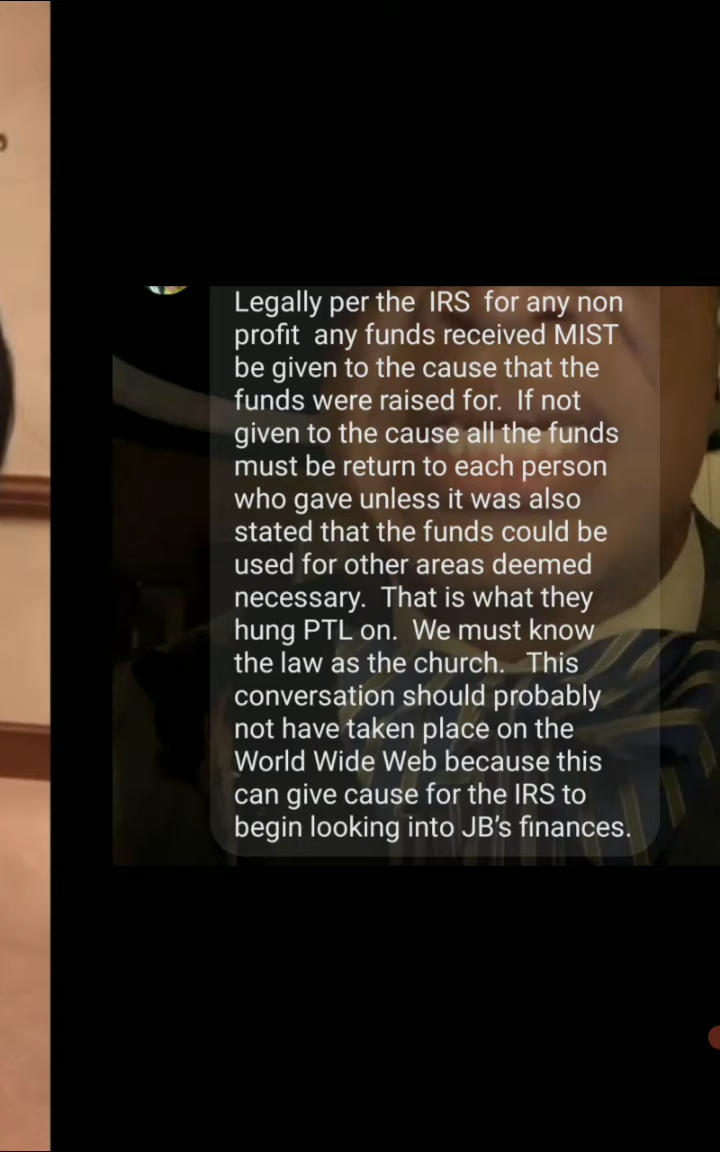 Legally per the IRS for any non
profit any funds received MIST
be given to the cause that the
funds were raised for. If not
given to the cause all the funds
must be return to each person
who gave unless it was also
stated that the funds could be
used for other areas deemed
necessary. That is what they
hung PTL on. We must know
the law as the church. This
conversation should probably
not have taken place on the
World Wide Web because this
can give cause for the IRS to
begin looking into JB's finances.